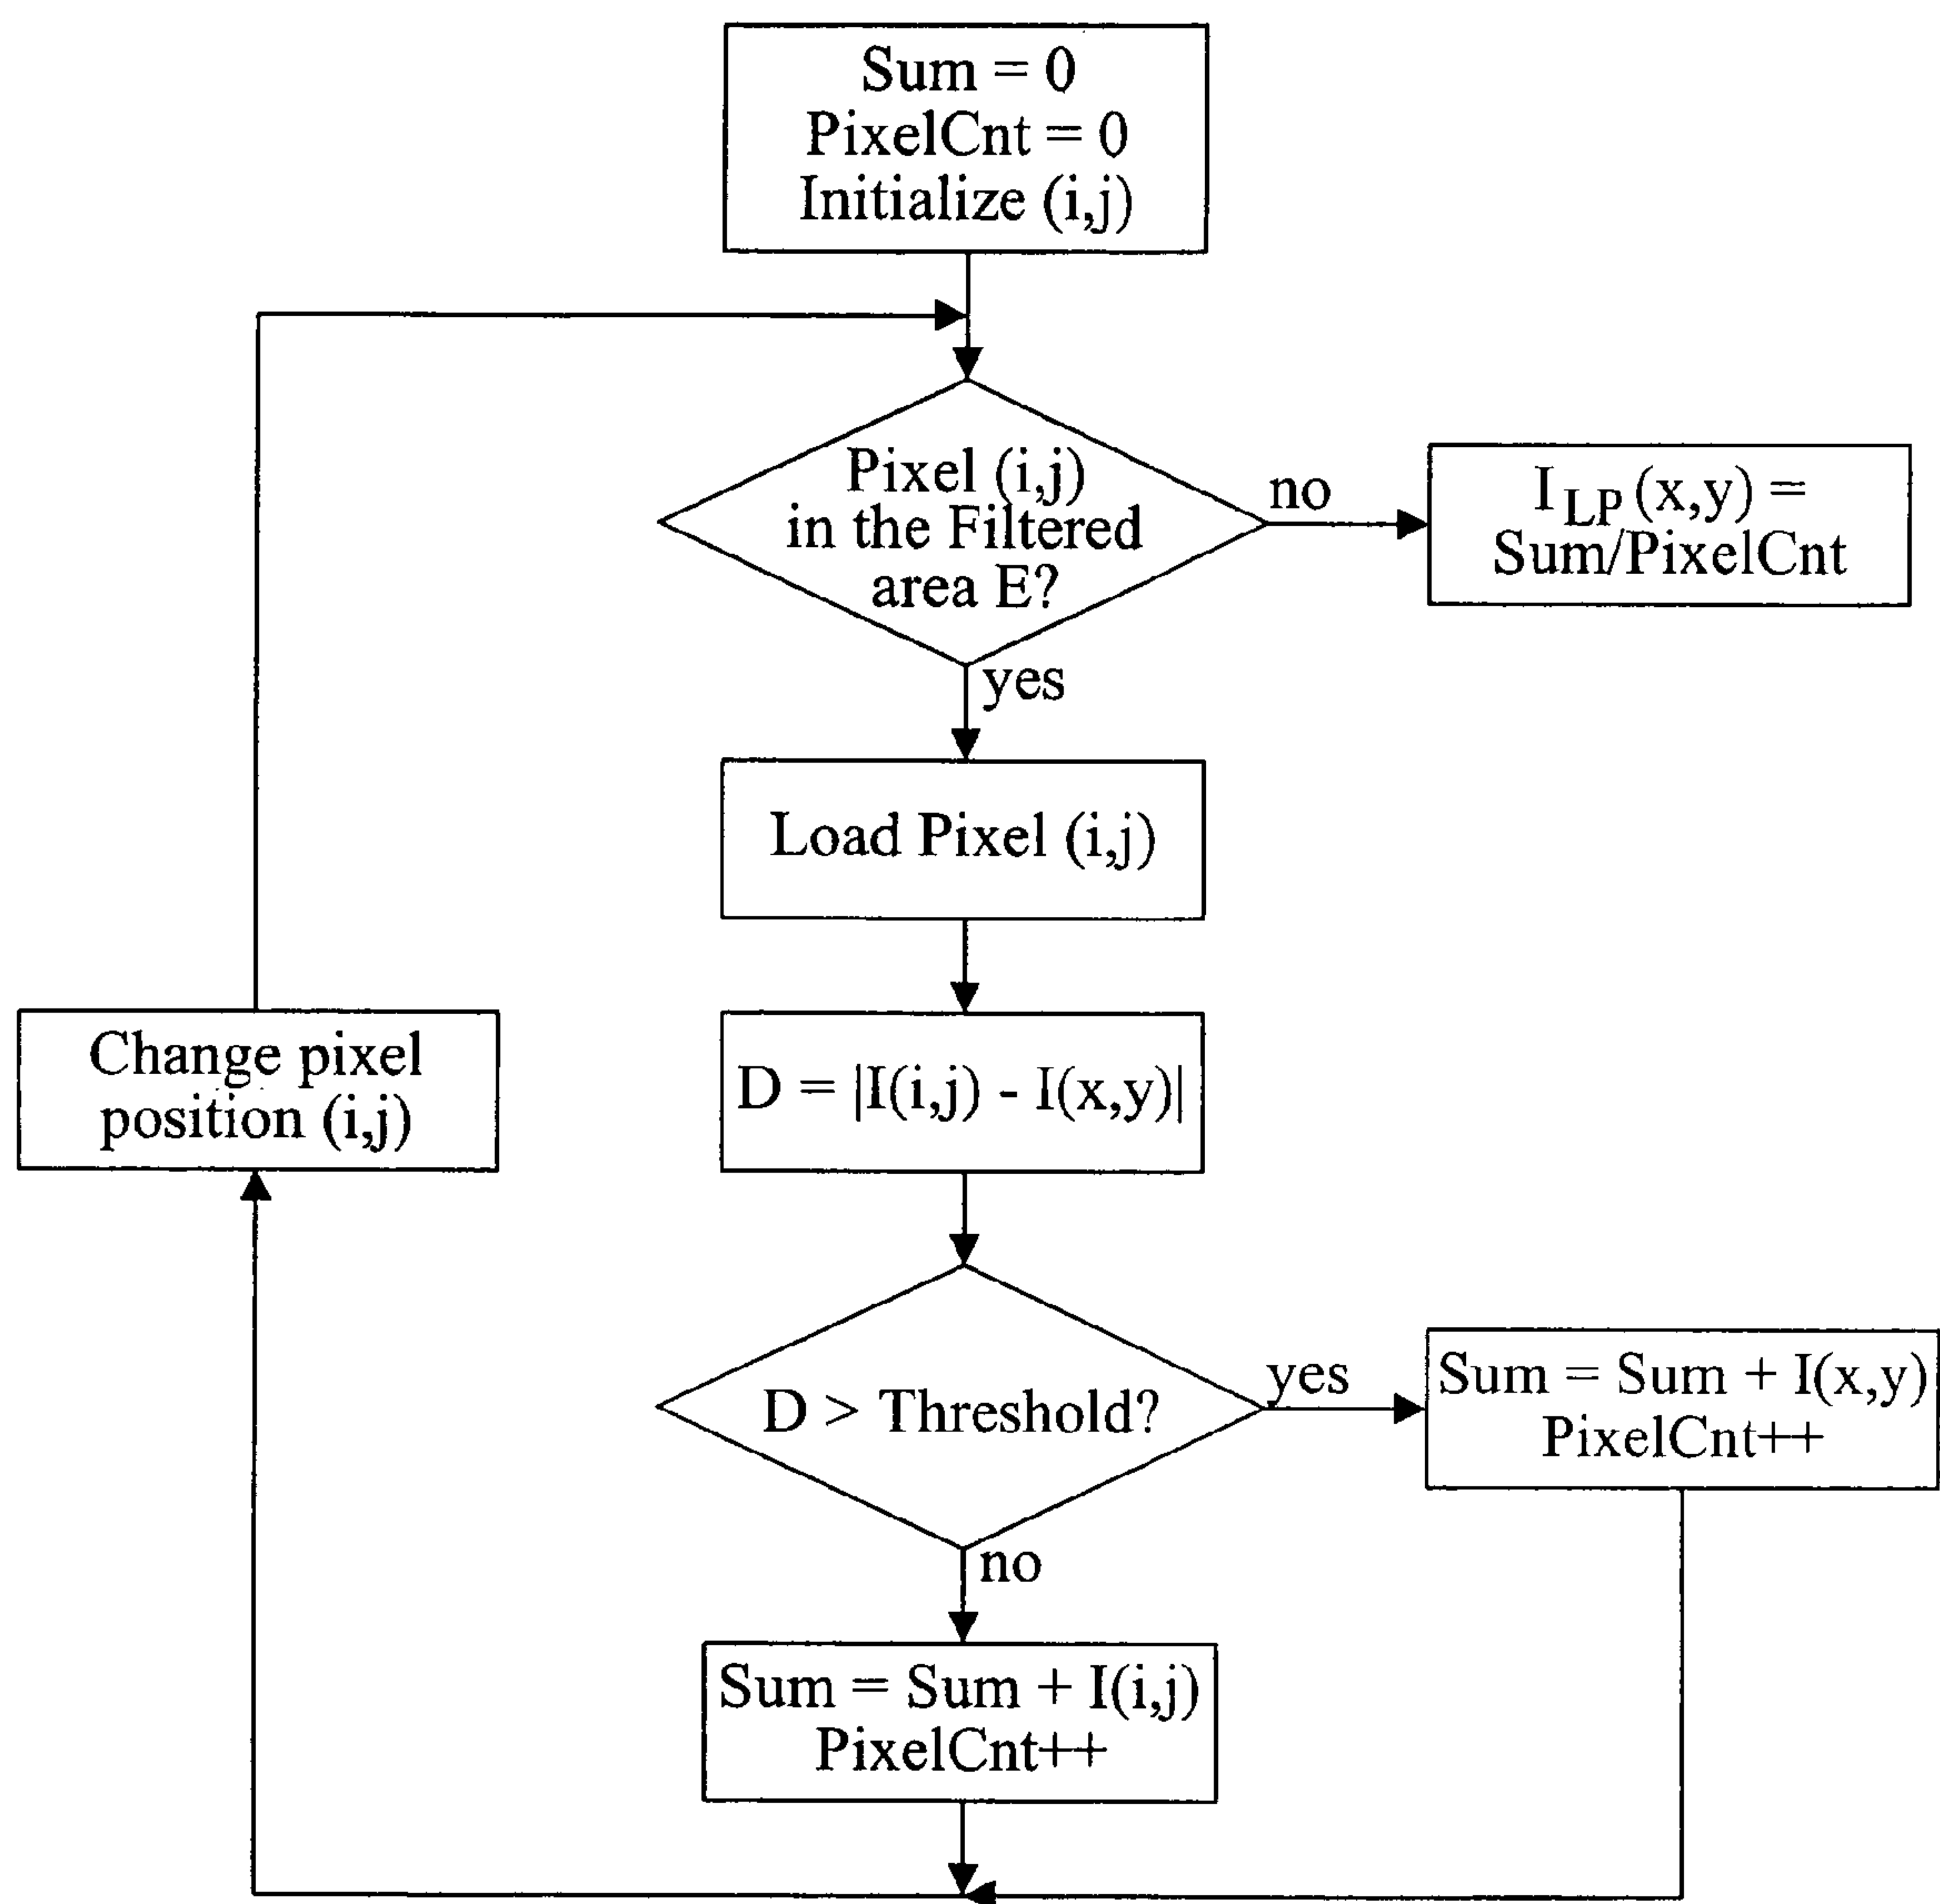 Sum = 0
PixelCnt = 0
Initialize (i,j)
Pixel (i,j)
in the Filtered
area E?
no
I LP (x,y) =
Sum/PixelCnt
yes
Load Pixel (i,j)
Change pixel
position (i,j)
D = |I(i,j) - I(x,y)|
D > Threshold?
yes
Sum = Sum + I(x,y)
PixelCnt++
no
Sum = Sum + I(i,j)
PixelCnt++